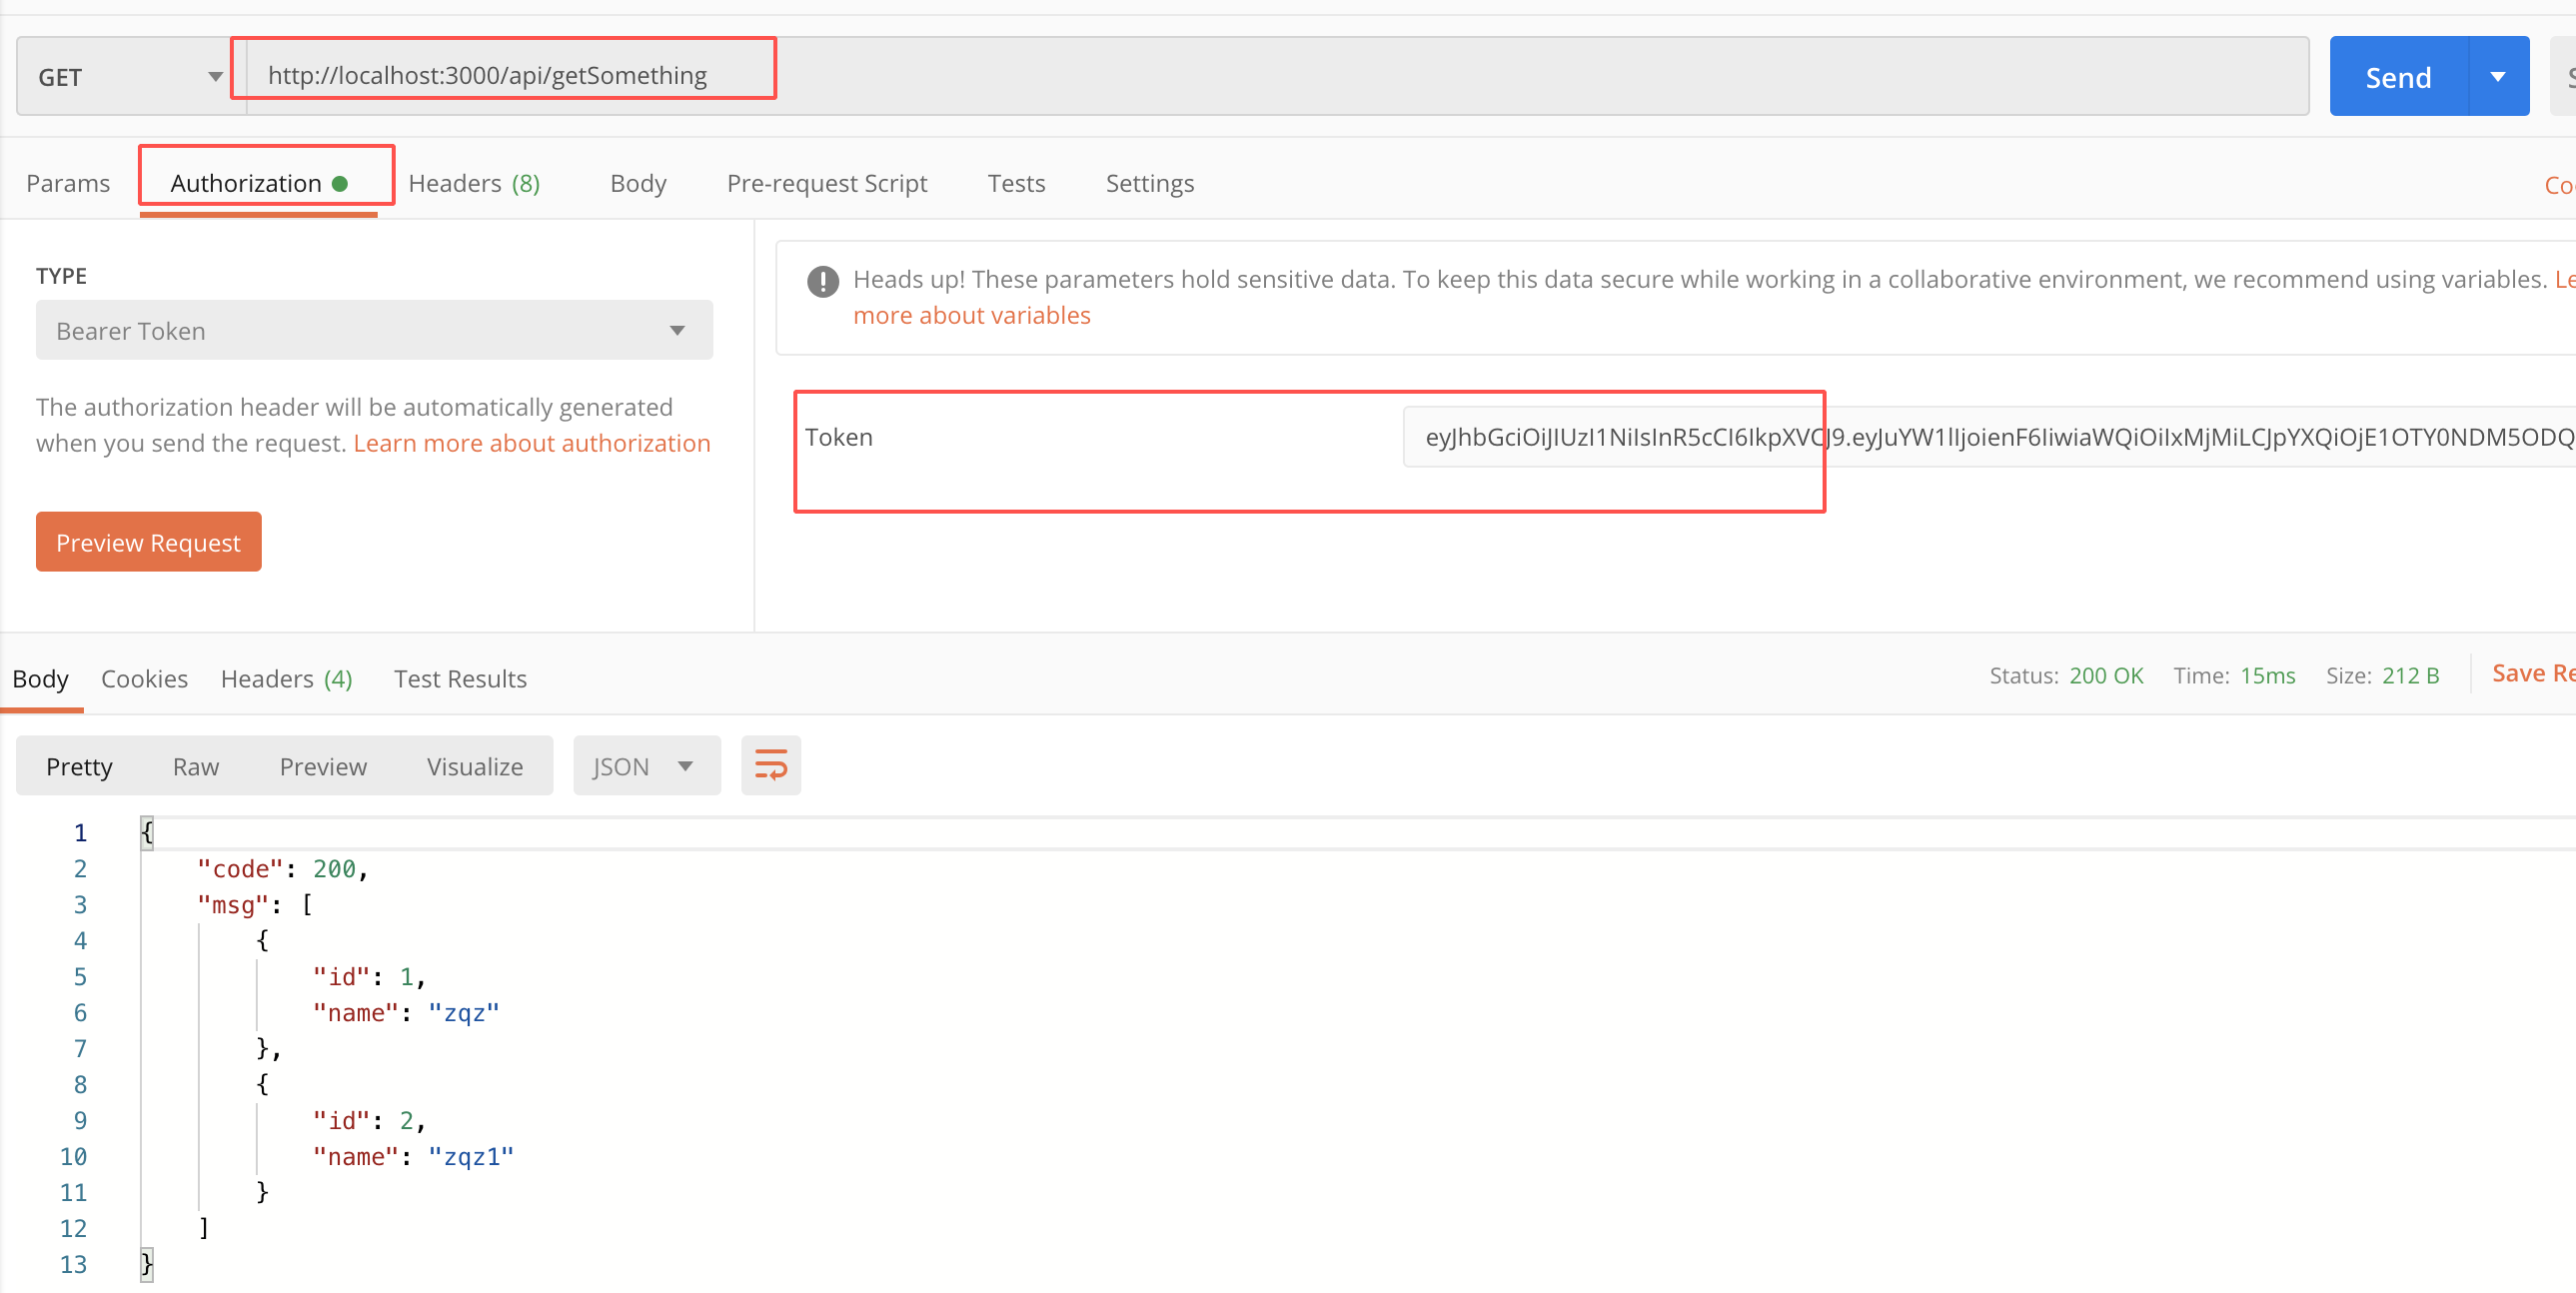 GET
http://localhost:3000/api/getSomething
Send
Params Authorization Headers (8) Body Pre-request Script Tests Settings
TYPE
Bearer Token
The authorization header will be automatically generated
when you send the request. Learn more about authorization
Preview Request
Heads up! These parameters hold sensitive data. To keep this data secure while working in a collaborative environment, we recommend using variables.
more about variables
Token
eyJhbGciOiJIUzI1NiIsInR5cCI6IkpXVCJ9.eyJuYW1lIjoienF6IiwiaWQiOiIxMjMiLCJpYXQiOjE1OTY0NDM5ODQ
Body Cookies Headers (4) Test Results Status: 200 OK Time: 15ms Size: 212 B Save
Pretty Raw Preview Visualize JSON
1 {
2 "code": 200,
3 "msg": [
4 {
5 "id": 1,
6 "name": "zqz"
7 },
8 {
9 "id": 2,
10 "name": "zqz1"
11 }
12 ]
13 }